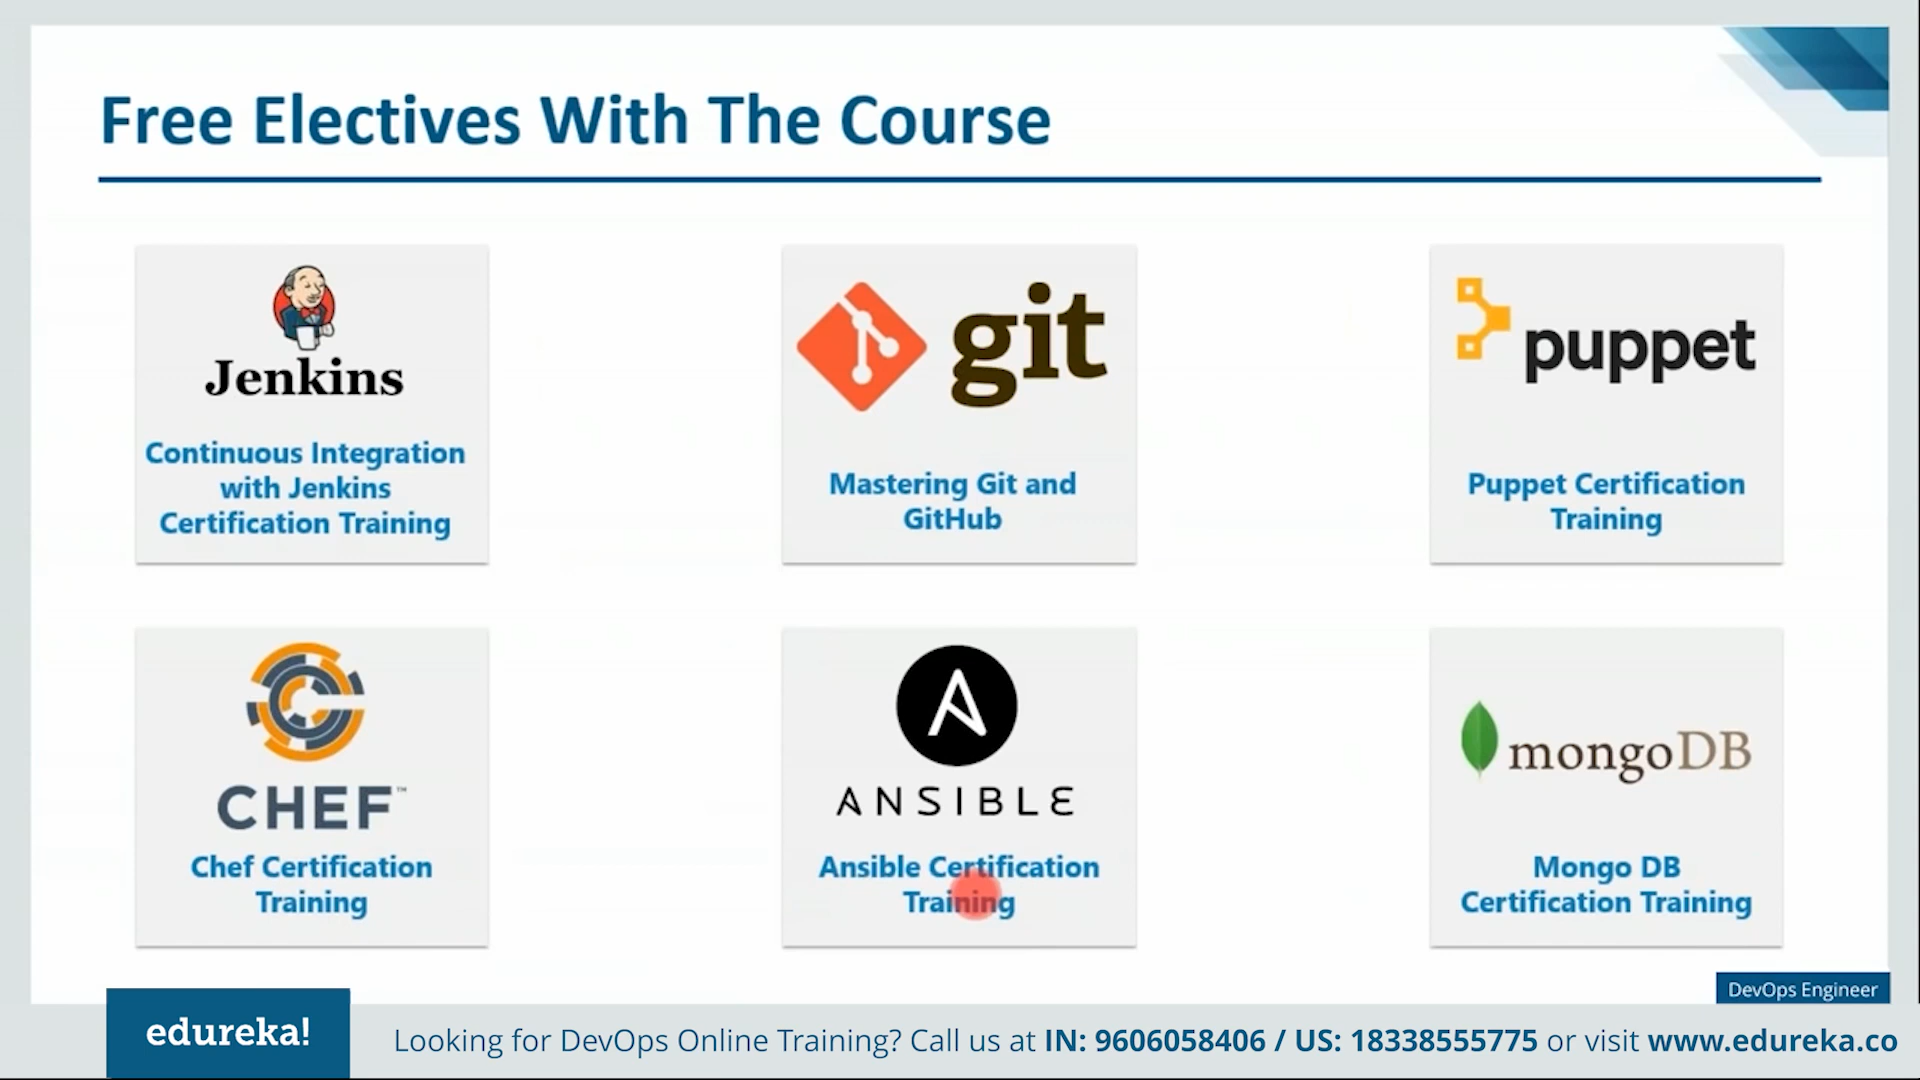 Free Electives With The Course
Jenkins
Continuous Integration
with Jenkins
Certification Training
git
Mastering Git and
GitHub
puppet
Puppet Certification
Training
CHEF™
Chef Certification
Training
ANSIBLE
Ansible Certification
Training
mongoDB
Mongo DB
Certification Training
DevOps Engineer
edureka!
Looking for DevOps Online Training? Call us at IN: 9606058406 / US: 18338555775 or visit www.edureka.co